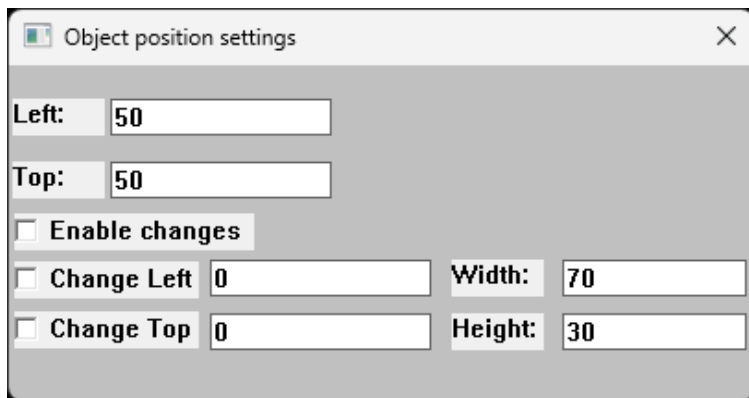 Object position settings
Left: 50
Top: 50
Enable changes
Change Left 0 Width: 70
Change Top 0 Height: 30